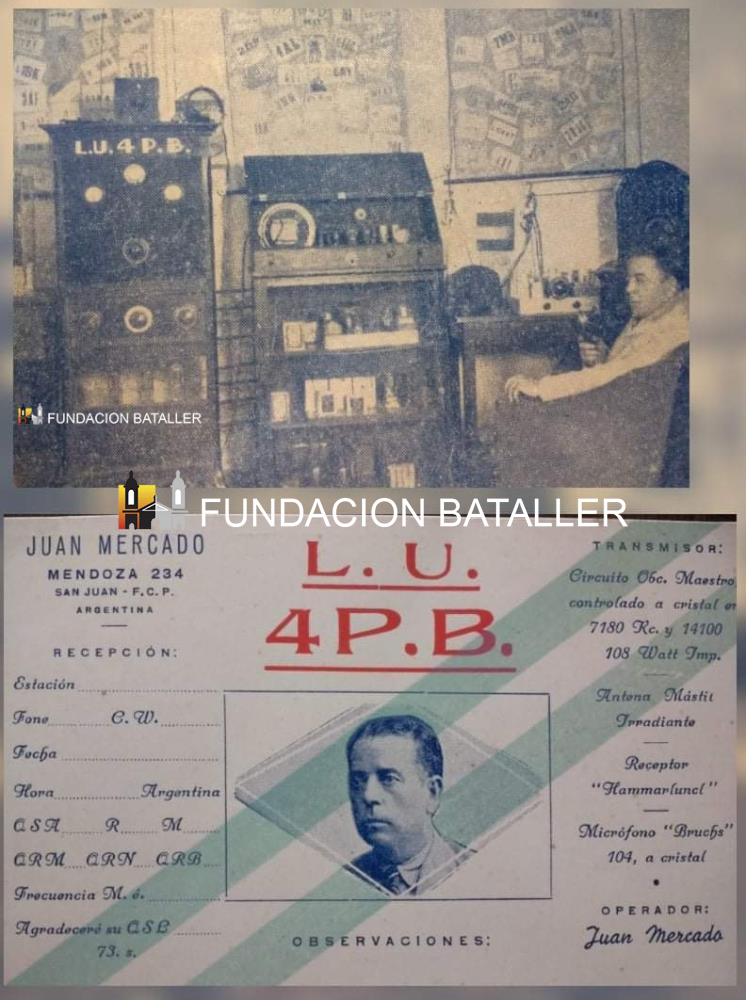 L.U.4 P.B.
FUNDACION BATALLER
FUNDACION BATALLER
JUAN MERCADO
MENDOZA 234
SAN JUAN - F.C.P.
ARGENTINA
RECEPCIÓN:
Estación
Fone C. W.
Fecha
Hora Argentina
QSA R M
QRM QRN QRB
Frecuencia M. é.
Agradeceré su QSL
73. s.
L. U.
4P.B.
OBSERVACIONES:
TRANSMISOR:
Circuito Osc. Maestro
controlado a cristal en
7180 Kc. y 14100
108 Watt Imp.
Antena Mástil
Irradiante
Receptor
"Hammarlund"
Micrófono "Bruchs"
104, a cristal
OPERADOR:
Juan Mercado